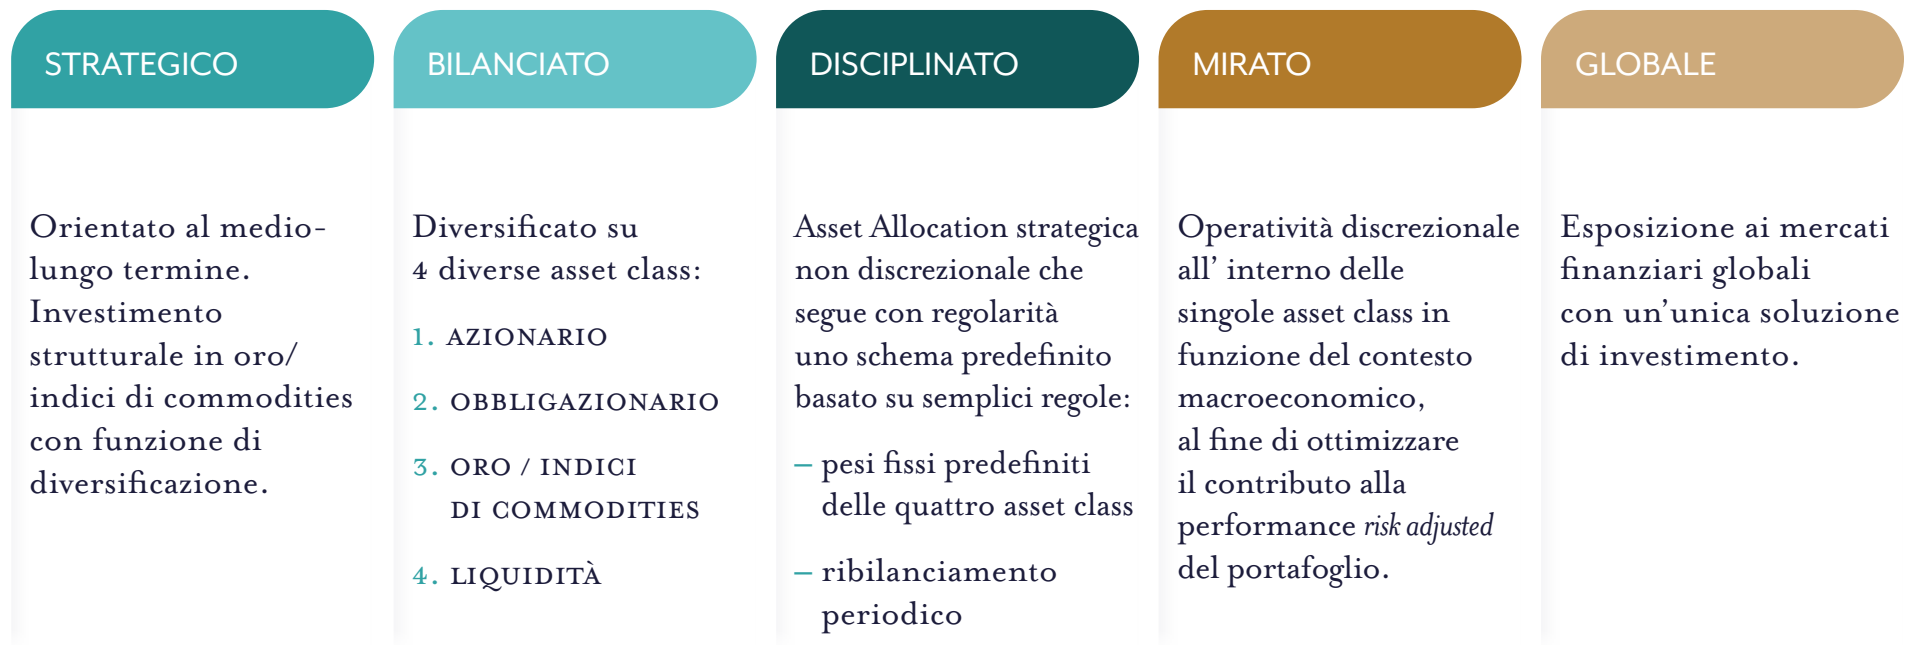 STRATEGICO
Orientato al medio-
lungo termine.
Investimento
strutturale in oro/
indici di commodities
con funzione di
diversificazione.
BILANCIATO
Diversificato su
4 diverse asset class:
1. AZIONARIO
2. OBBLIGAZIONARIO
3. ORO / INDICI
DI COMMODITIES
4. LIQUIDITÀ
DISCIPLINATO
Asset Allocation strategica
non discrezionale che
segue con regolarità
uno schema predefinito
basato su semplici regole:
– pesi fissi predefiniti
delle quattro asset class
– ribilanciamento
periodico
MIRATO
Operatività discrezionale
all’ interno delle
singole asset class in
funzione del contesto
macroeconomico,
al fine di ottimizzare
il contributo alla
performance risk adjusted
del portafoglio.
GLOBALE
Esposizione ai mercati
finanziari globali
con un’unica soluzione
di investimento.